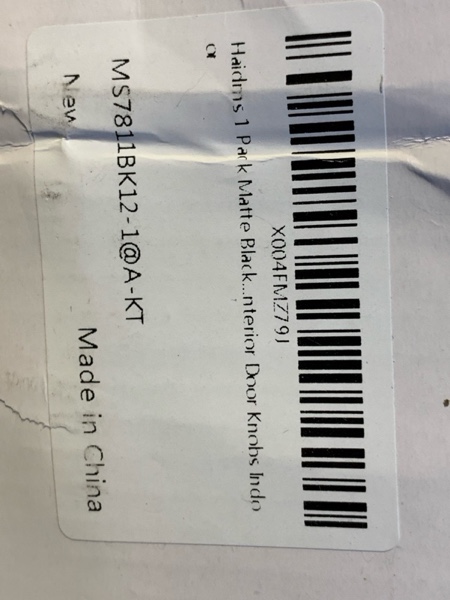 X004FMZ79J
Haidms 1 Pack Matte Black...nterior Door Knobs Indo
or
MS7811BK12-1@A-KT
New
Made in China